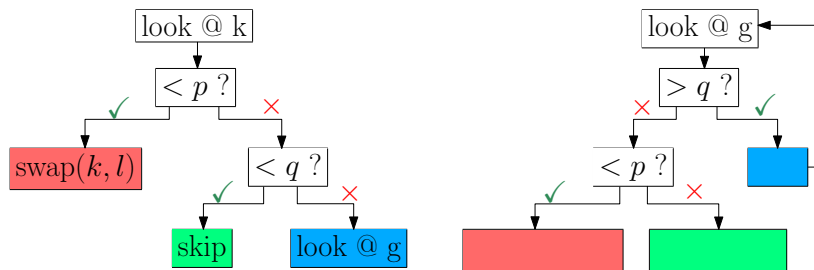 look @ k
look @ g
< p ?
> q ?
swap(k, l)
< q ?
< p ?
skip
look @ g